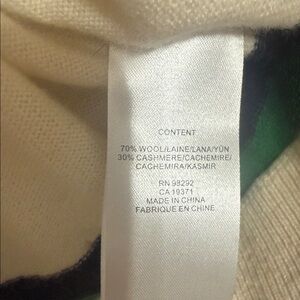 CONTENT
70% WOOL/LAINE/LANA/YÜN
30% CASHMERE/CACHEMIRE/
CACHEMIRA/KASMIR
RN 98292
CA 19371
MADE IN CHINA
FABRIQUE EN CHINE